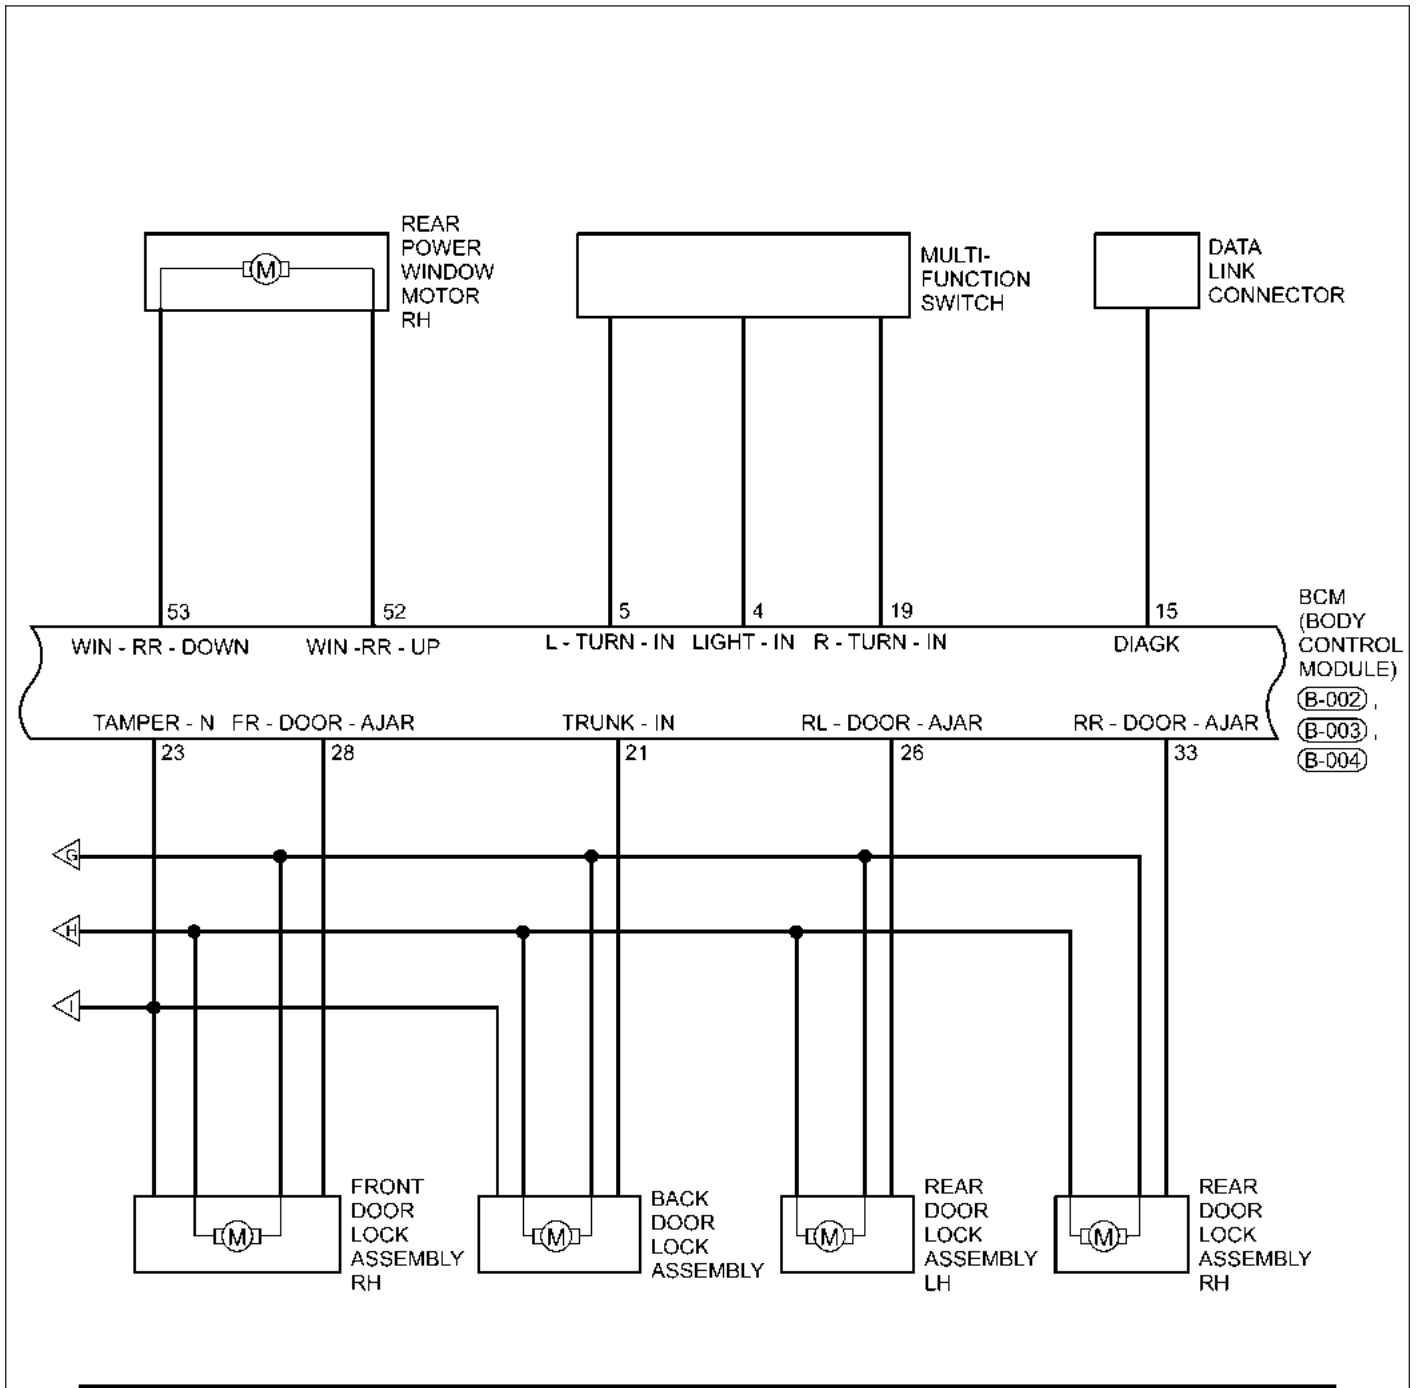 REAR
POWER
WINDOW
MOTOR
RH
M
MULTI-
FUNCTION
SWITCH
DATA
LINK
CONNECTOR
53
52
5
4
19
15
WIN - RR - DOWN
WIN -RR - UP
L - TURN - IN
LIGHT - IN
R - TURN - IN
DIAGK
BCM
(BODY
CONTROL
MODULE)
B-002 ,
B-003 ,
B-004
TAMPER - N
FR - DOOR - AJAR
TRUNK - IN
RL - DOOR - AJAR
RR - DOOR - AJAR
23
28
21
26
33
G
H
I
M
FRONT
DOOR
LOCK
ASSEMBLY
RH
M
BACK
DOOR
LOCK
ASSEMBLY
M
REAR
DOOR
LOCK
ASSEMBLY
LH
M
REAR
DOOR
LOCK
ASSEMBLY
RH